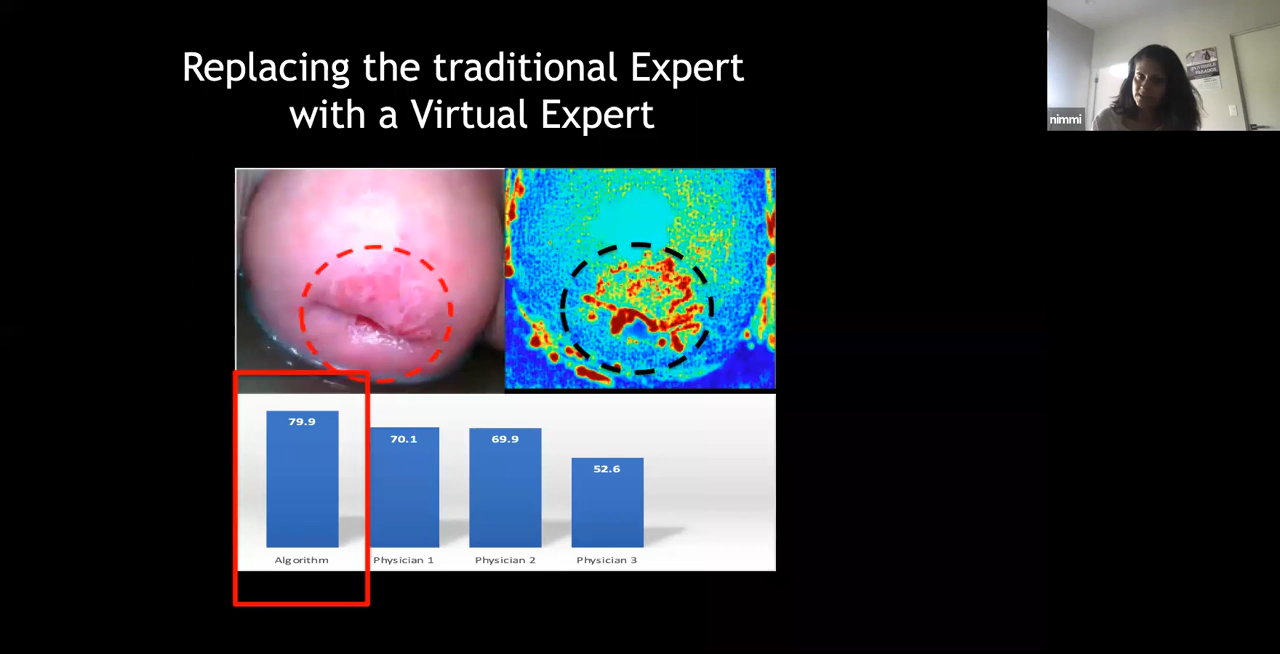 Replacing the traditional Expert
with a Virtual Expert
nimmi
79.9
70.1
69.9
52.6
Algorithm
Physician 1
Physician 2
Physician 3